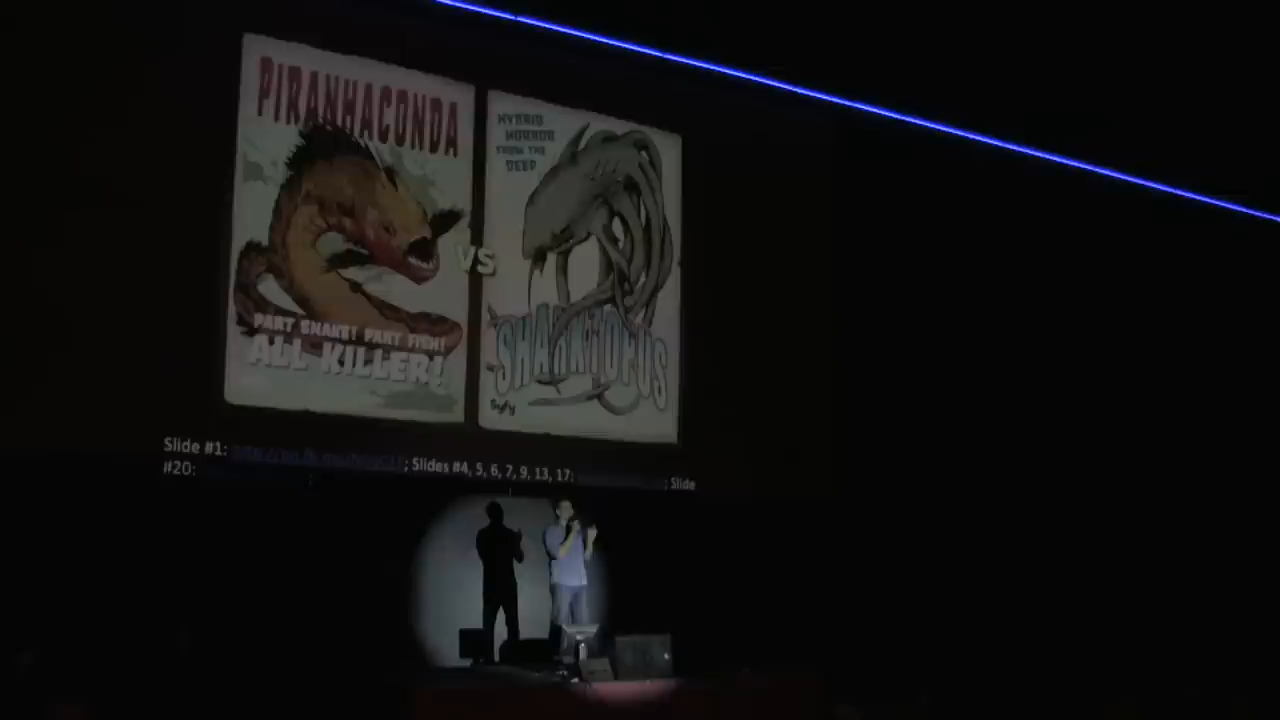 PIRANHACONDA
PART SNAKE! PART FISH!
ALL KILLER!
VS
HYBRID
HORROR
FROM THE
DEEP
SHARKTOPUS
Syfy
Slide #1: ; Slides #4, 5, 6, 7, 9, 13, 17: ; Slide
#20: ;